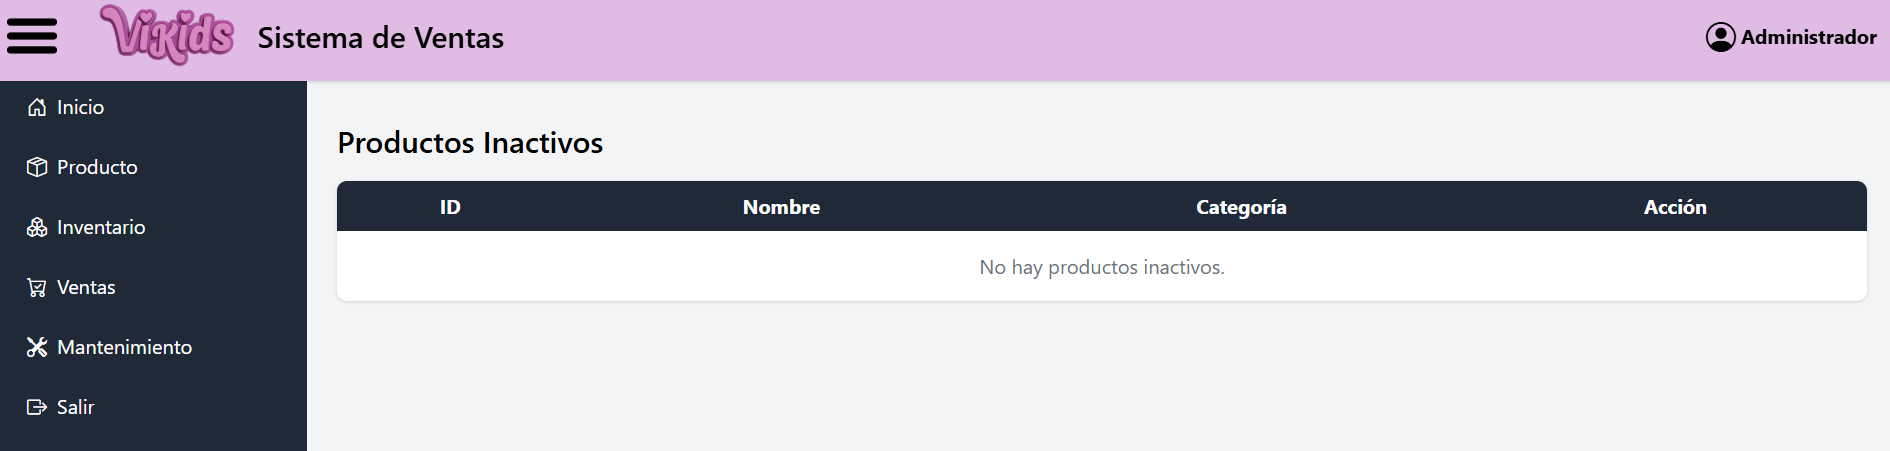 ViKids Sistema de Ventas Administrador
Inicio
Producto
Inventario
Ventas
Mantenimiento
Salir
Productos Inactivos
ID Nombre Categoría Acción
No hay productos inactivos.